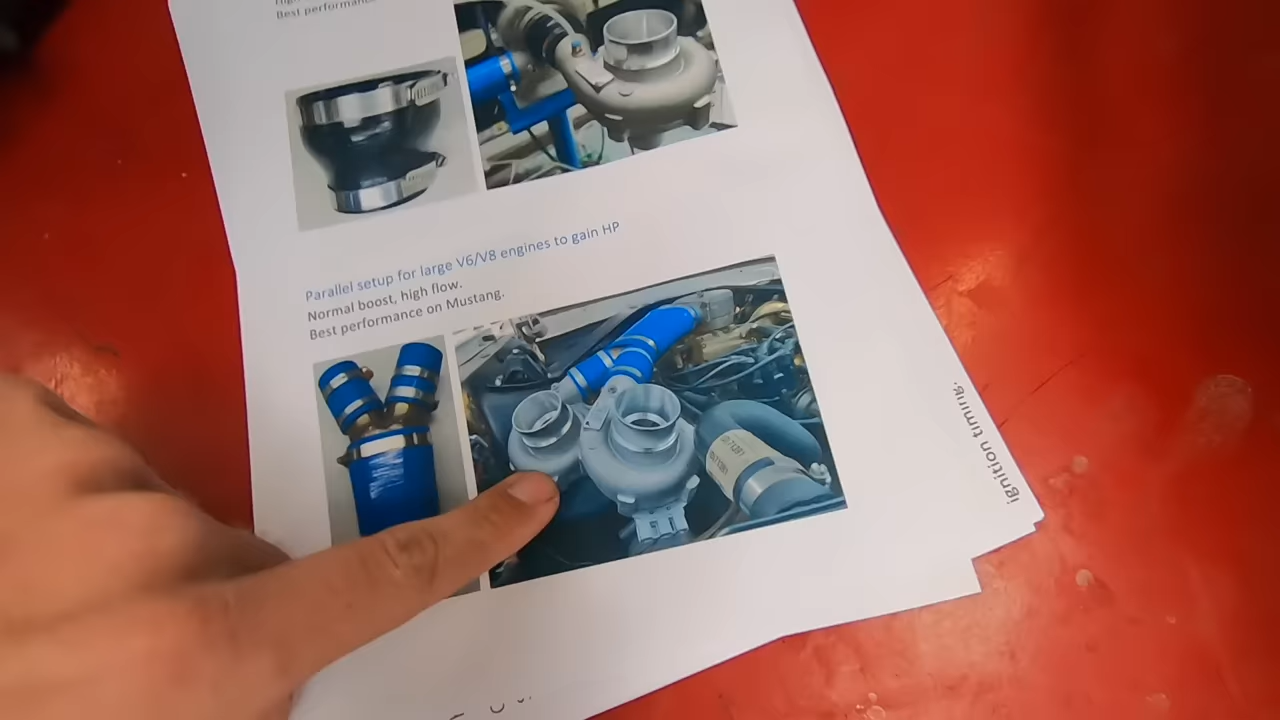 Best performance
Parallel setup for large V6/V8 engines to gain HP
Normal boost, high flow.
Best performance on Mustang.
ignition timing.